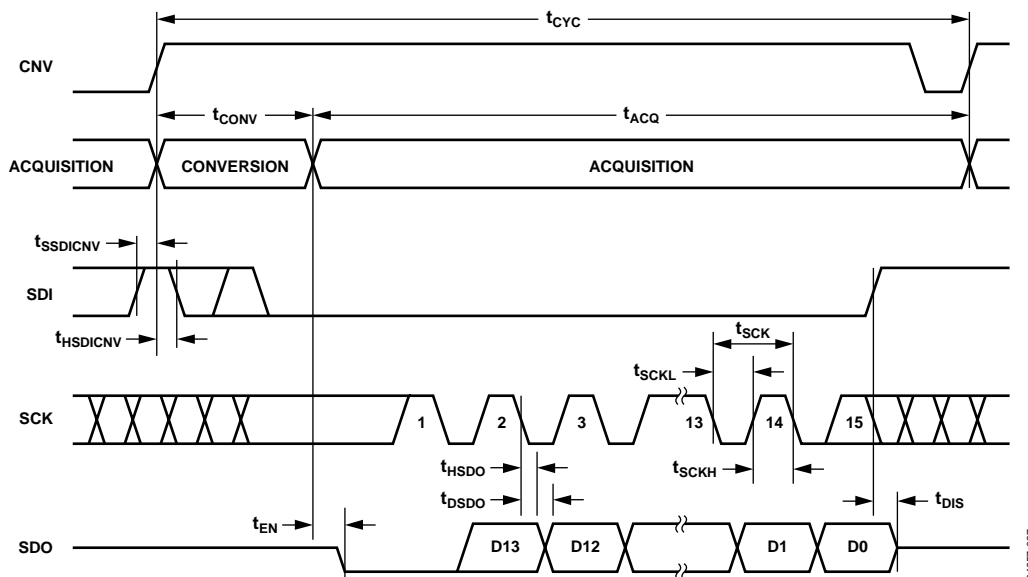 tCYC
CNV
tCONV
tACQ
ACQUISITION
CONVERSION
ACQUISITION
tSSDICNV
SDI
tHSDICNV
tSCK
tSCKL
SCK
1
2
3
13
14
15
tHSDO
tSCKH
tDSDO
tDIS
tEN
SDO
D13
D12
D1
D0